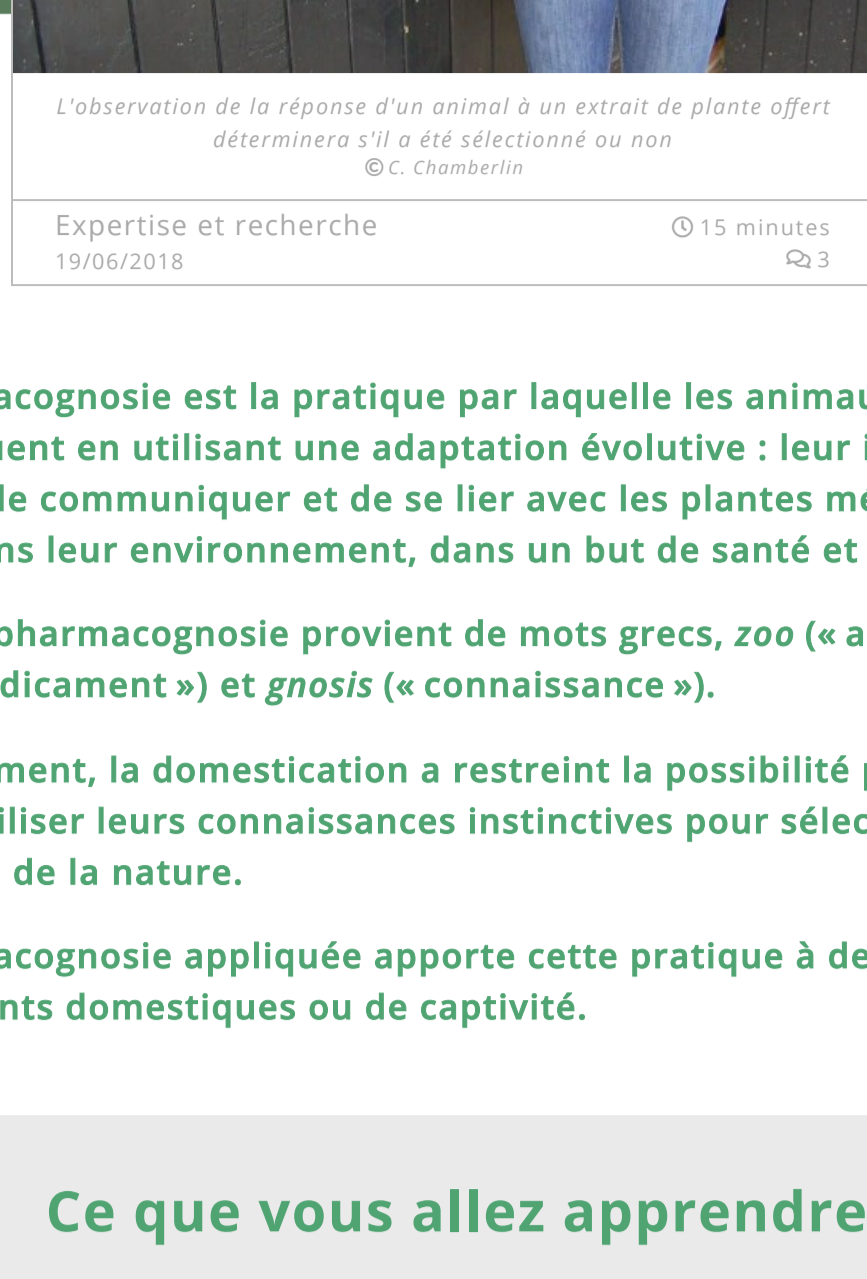 L'observation de la réponse d'un animal à un extrait de plante offert
déterminera s'il a été sélectionné ou non
© C. Chamberlin
Expertise et recherche
15 minutes
19/06/2018
3
acognosie est la pratique par laquelle les animau
uent en utilisant une adaptation évolutive : leur i
de communiquer et de se lier avec les plantes mé
ns leur environnement, dans un but de santé et
pharmacognosie provient de mots grecs, zoo (« a
dicament ») et gnosis (« connaissance »).
ment, la domestication a restreint la possibilité p
iliser leurs connaissances instinctives pour sélec
de la nature.
acognosie appliquée apporte cette pratique à de
nts domestiques ou de captivité.
Ce que vous allez apprendre